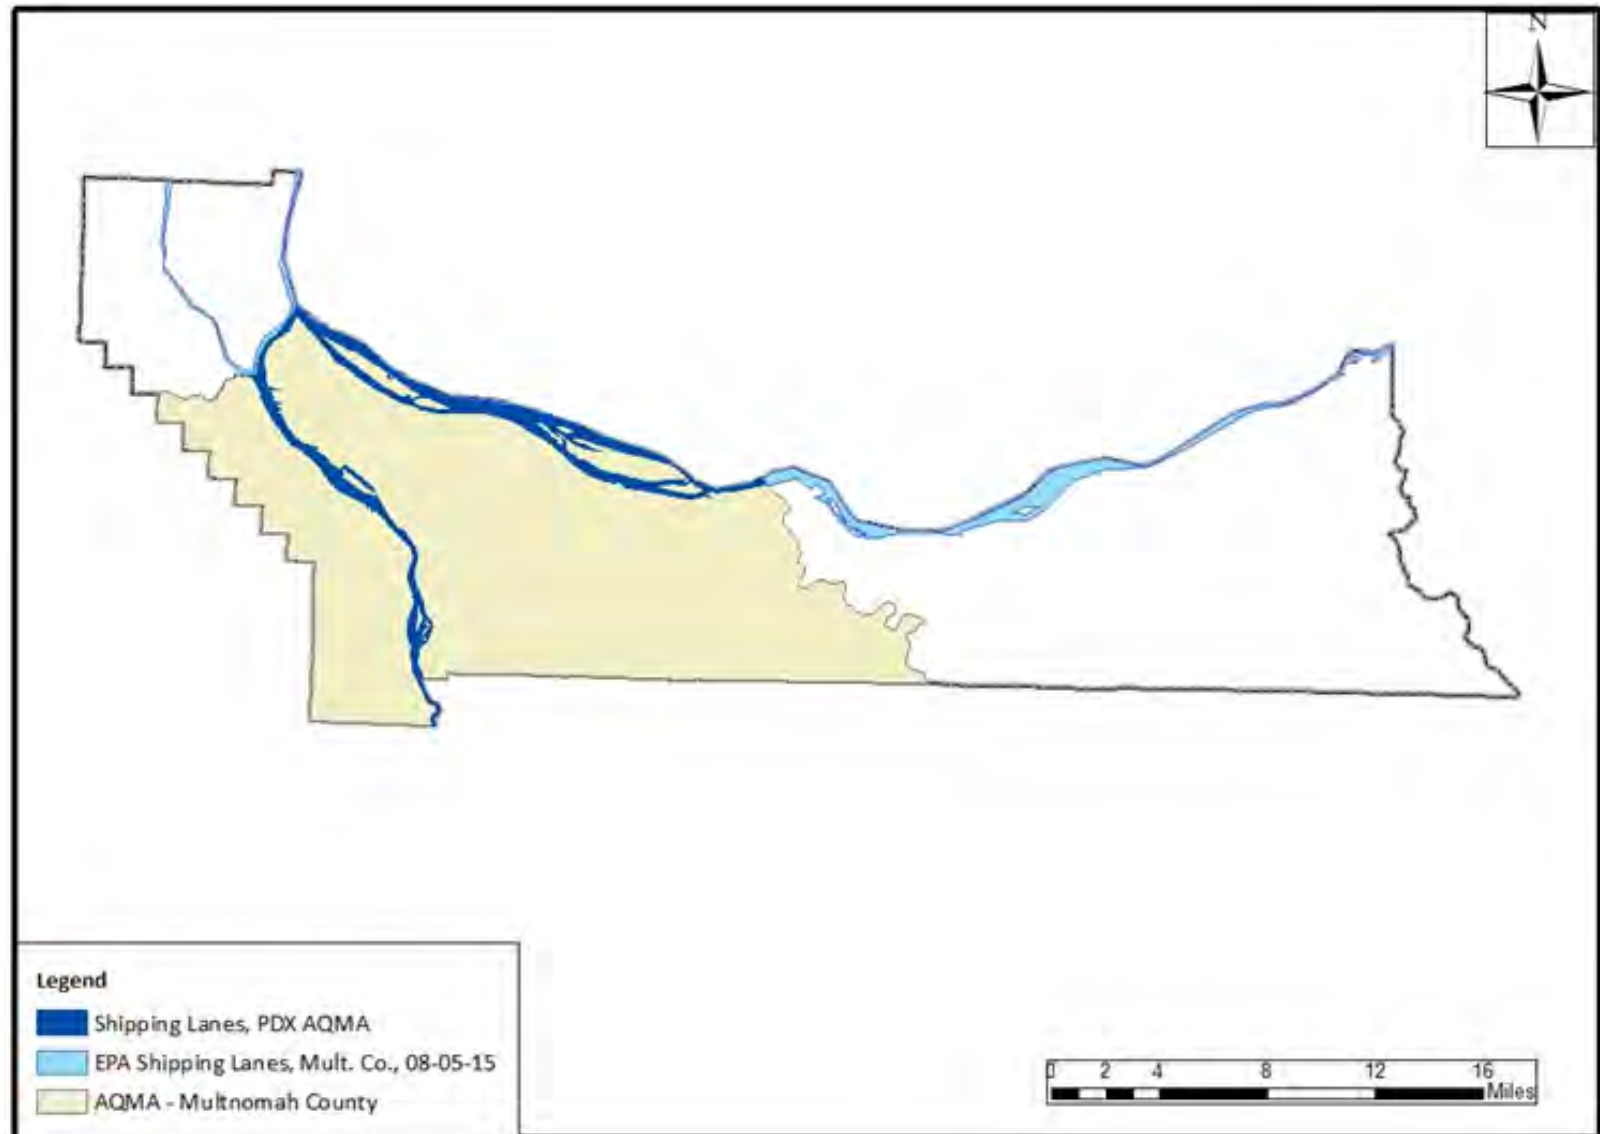 N
Legend
Shipping Lanes, PDX AQMA
EPA Shipping Lanes, Mult. Co., 08-05-15
AQMA - Multnomah County
0 2 4 8 12 16
Miles